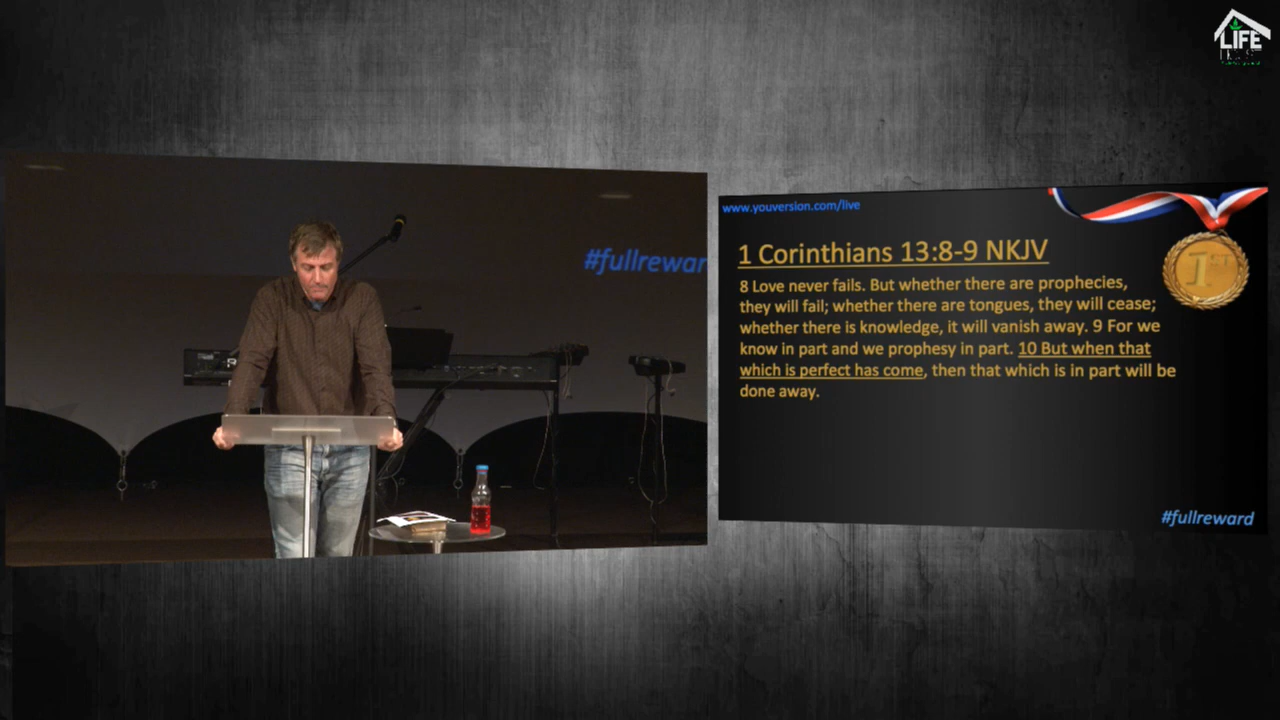 LIFE
#fullrewar
www.youversion.com/live
1 Corinthians 13:8-9 NKJV
1ST
8 Love never fails. But whether there are prophecies,
they will fail; whether there are tongues, they will cease;
whether there is knowledge, it will vanish away. 9 For we
know in part and we prophesy in part. 10 But when that
which is perfect has come, then that which is in part will be
done away.
#fullreward